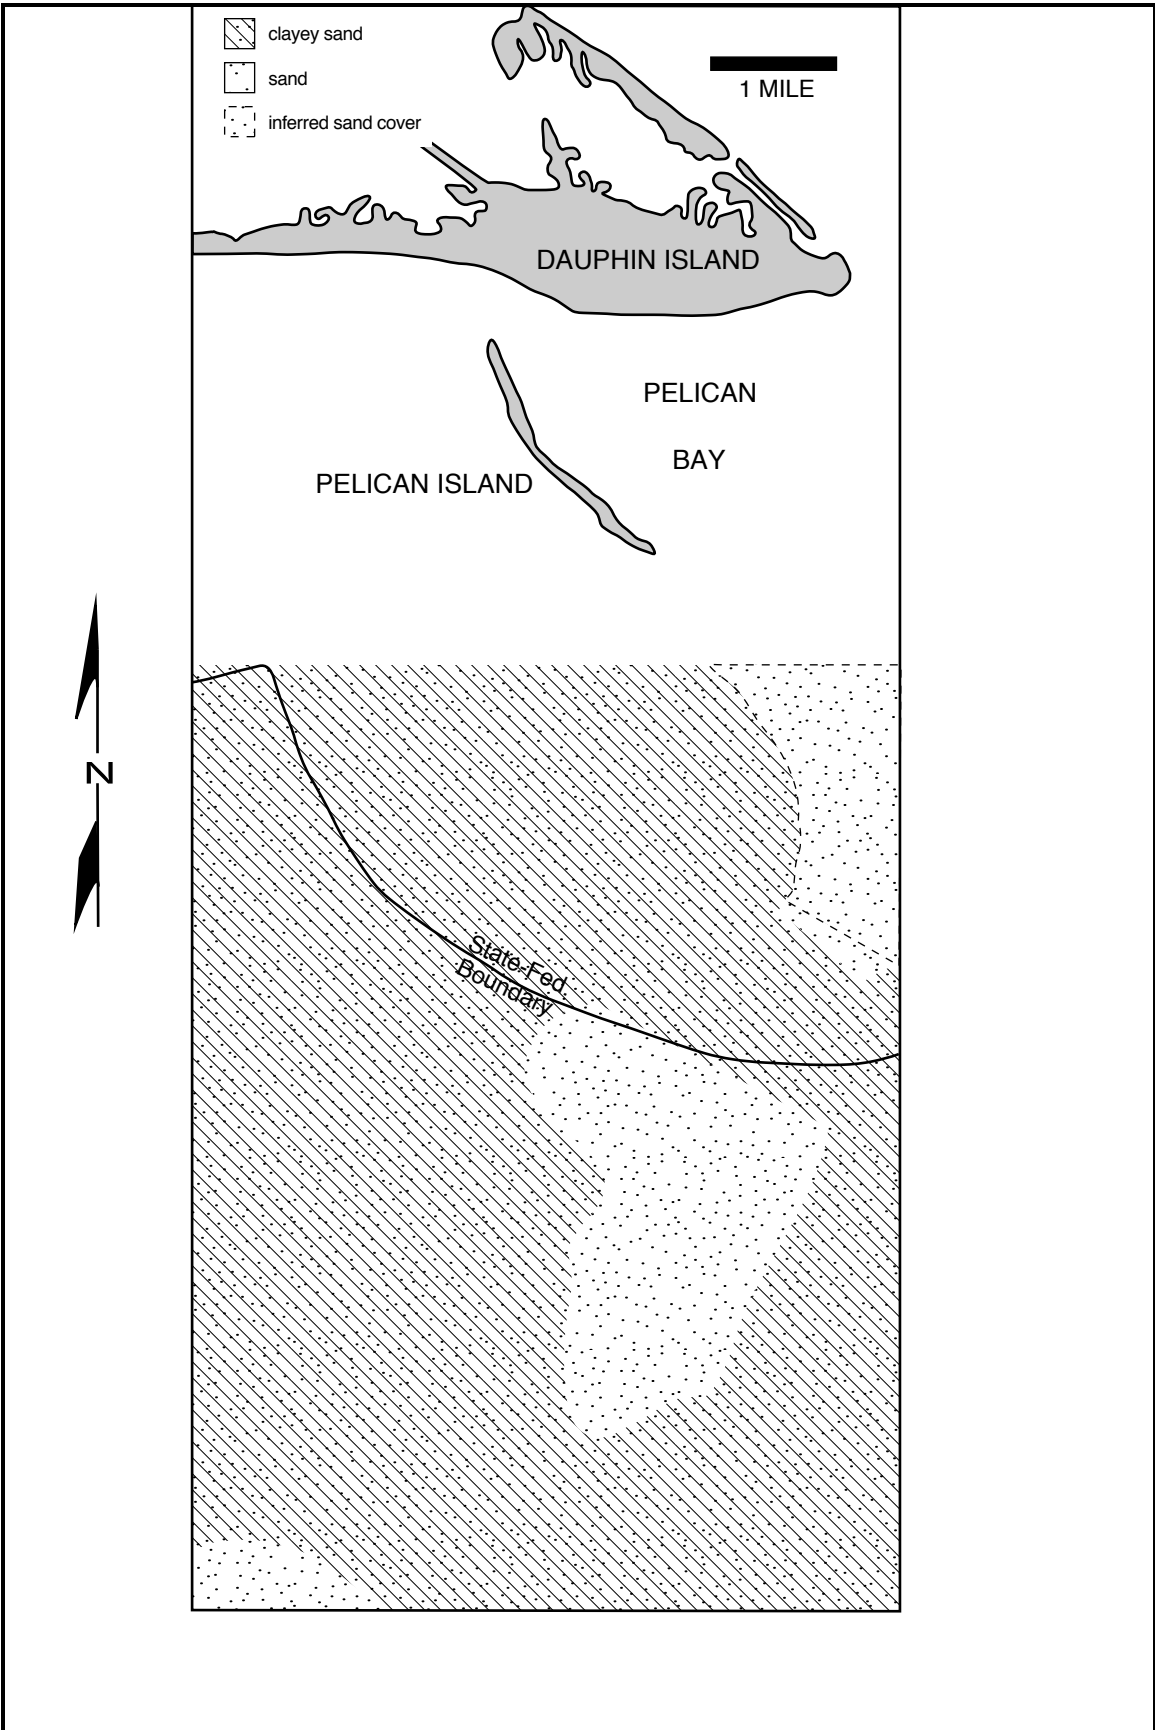 clayey sand
sand
inferred sand cover
1 MILE
DAUPHIN ISLAND
PELICAN
BAY
PELICAN ISLAND
N
State-Fed.
Boundary